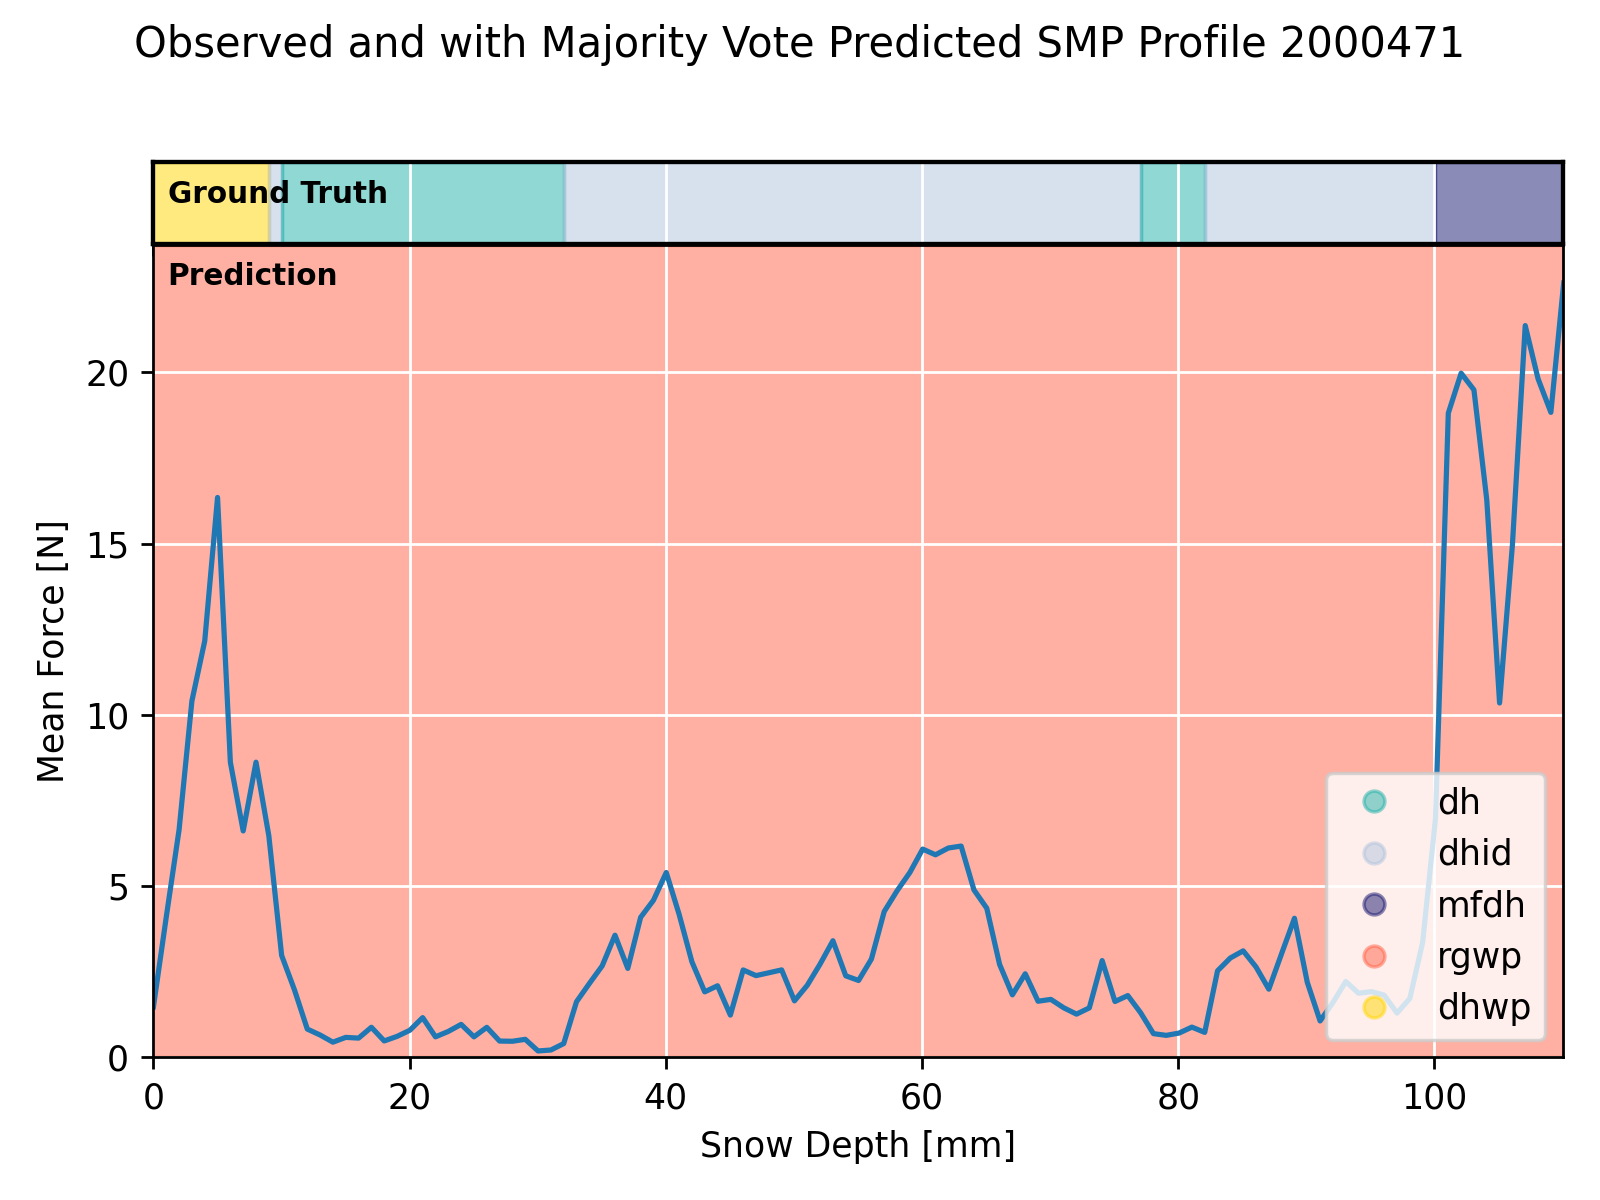 Observed and with Majority Vote Predicted SMP Profile 2000471
Ground Truth
Prediction
Mean Force [N]
20
15
10
5
0
dh
dhid
mfdh
rgwp
dhwp
0 20 40 60 80 100
Snow Depth [mm]